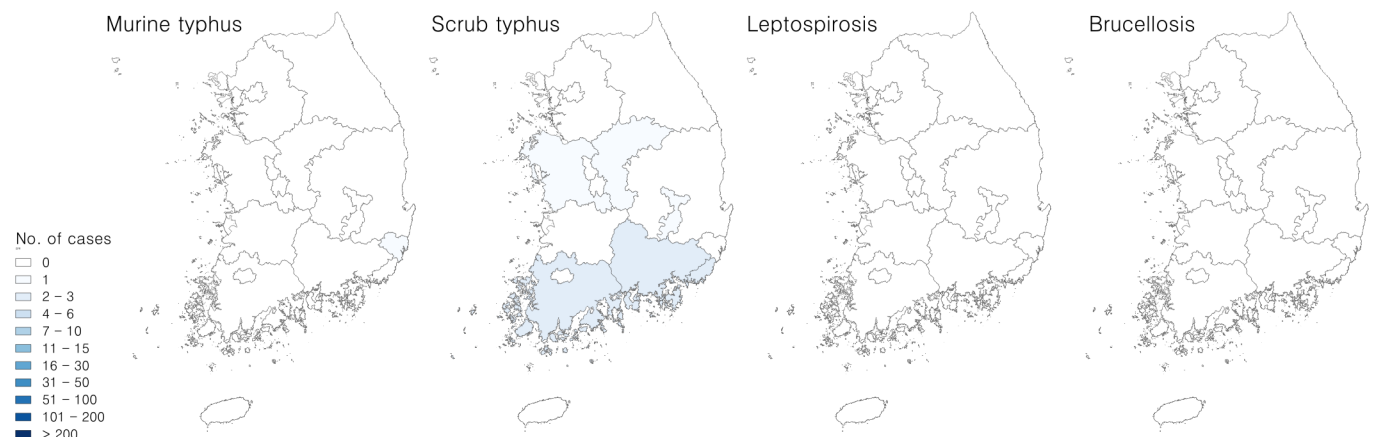 Murine typhus
Scrub typhus
Leptospirosis
Brucellosis
No. of cases
0
1
2 – 3
4 – 6
7 – 10
11 – 15
16 – 30
31 – 50
51 – 100
101 – 200
> 200